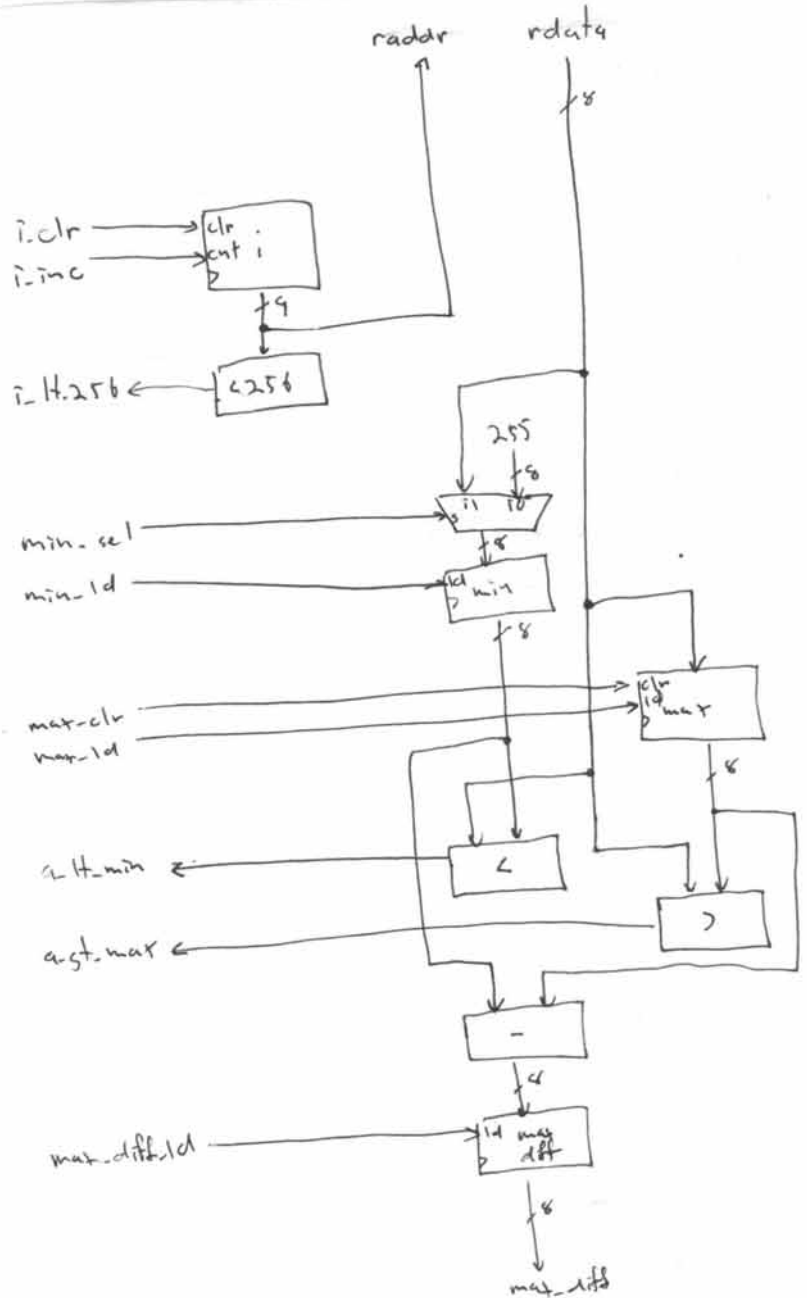 raddr rdata
8
i_clr
clr
i_inc
cnt i
9
i_lt_256
<256
255
8
i1 i0
min_sel
s
8
min_ld
ld min
8
max_clr
clr
max_ld
ld max
8
a_lt_min
<
a_gt_max
>
-
8
max_diff_ld
ld max
diff
8
max_diff